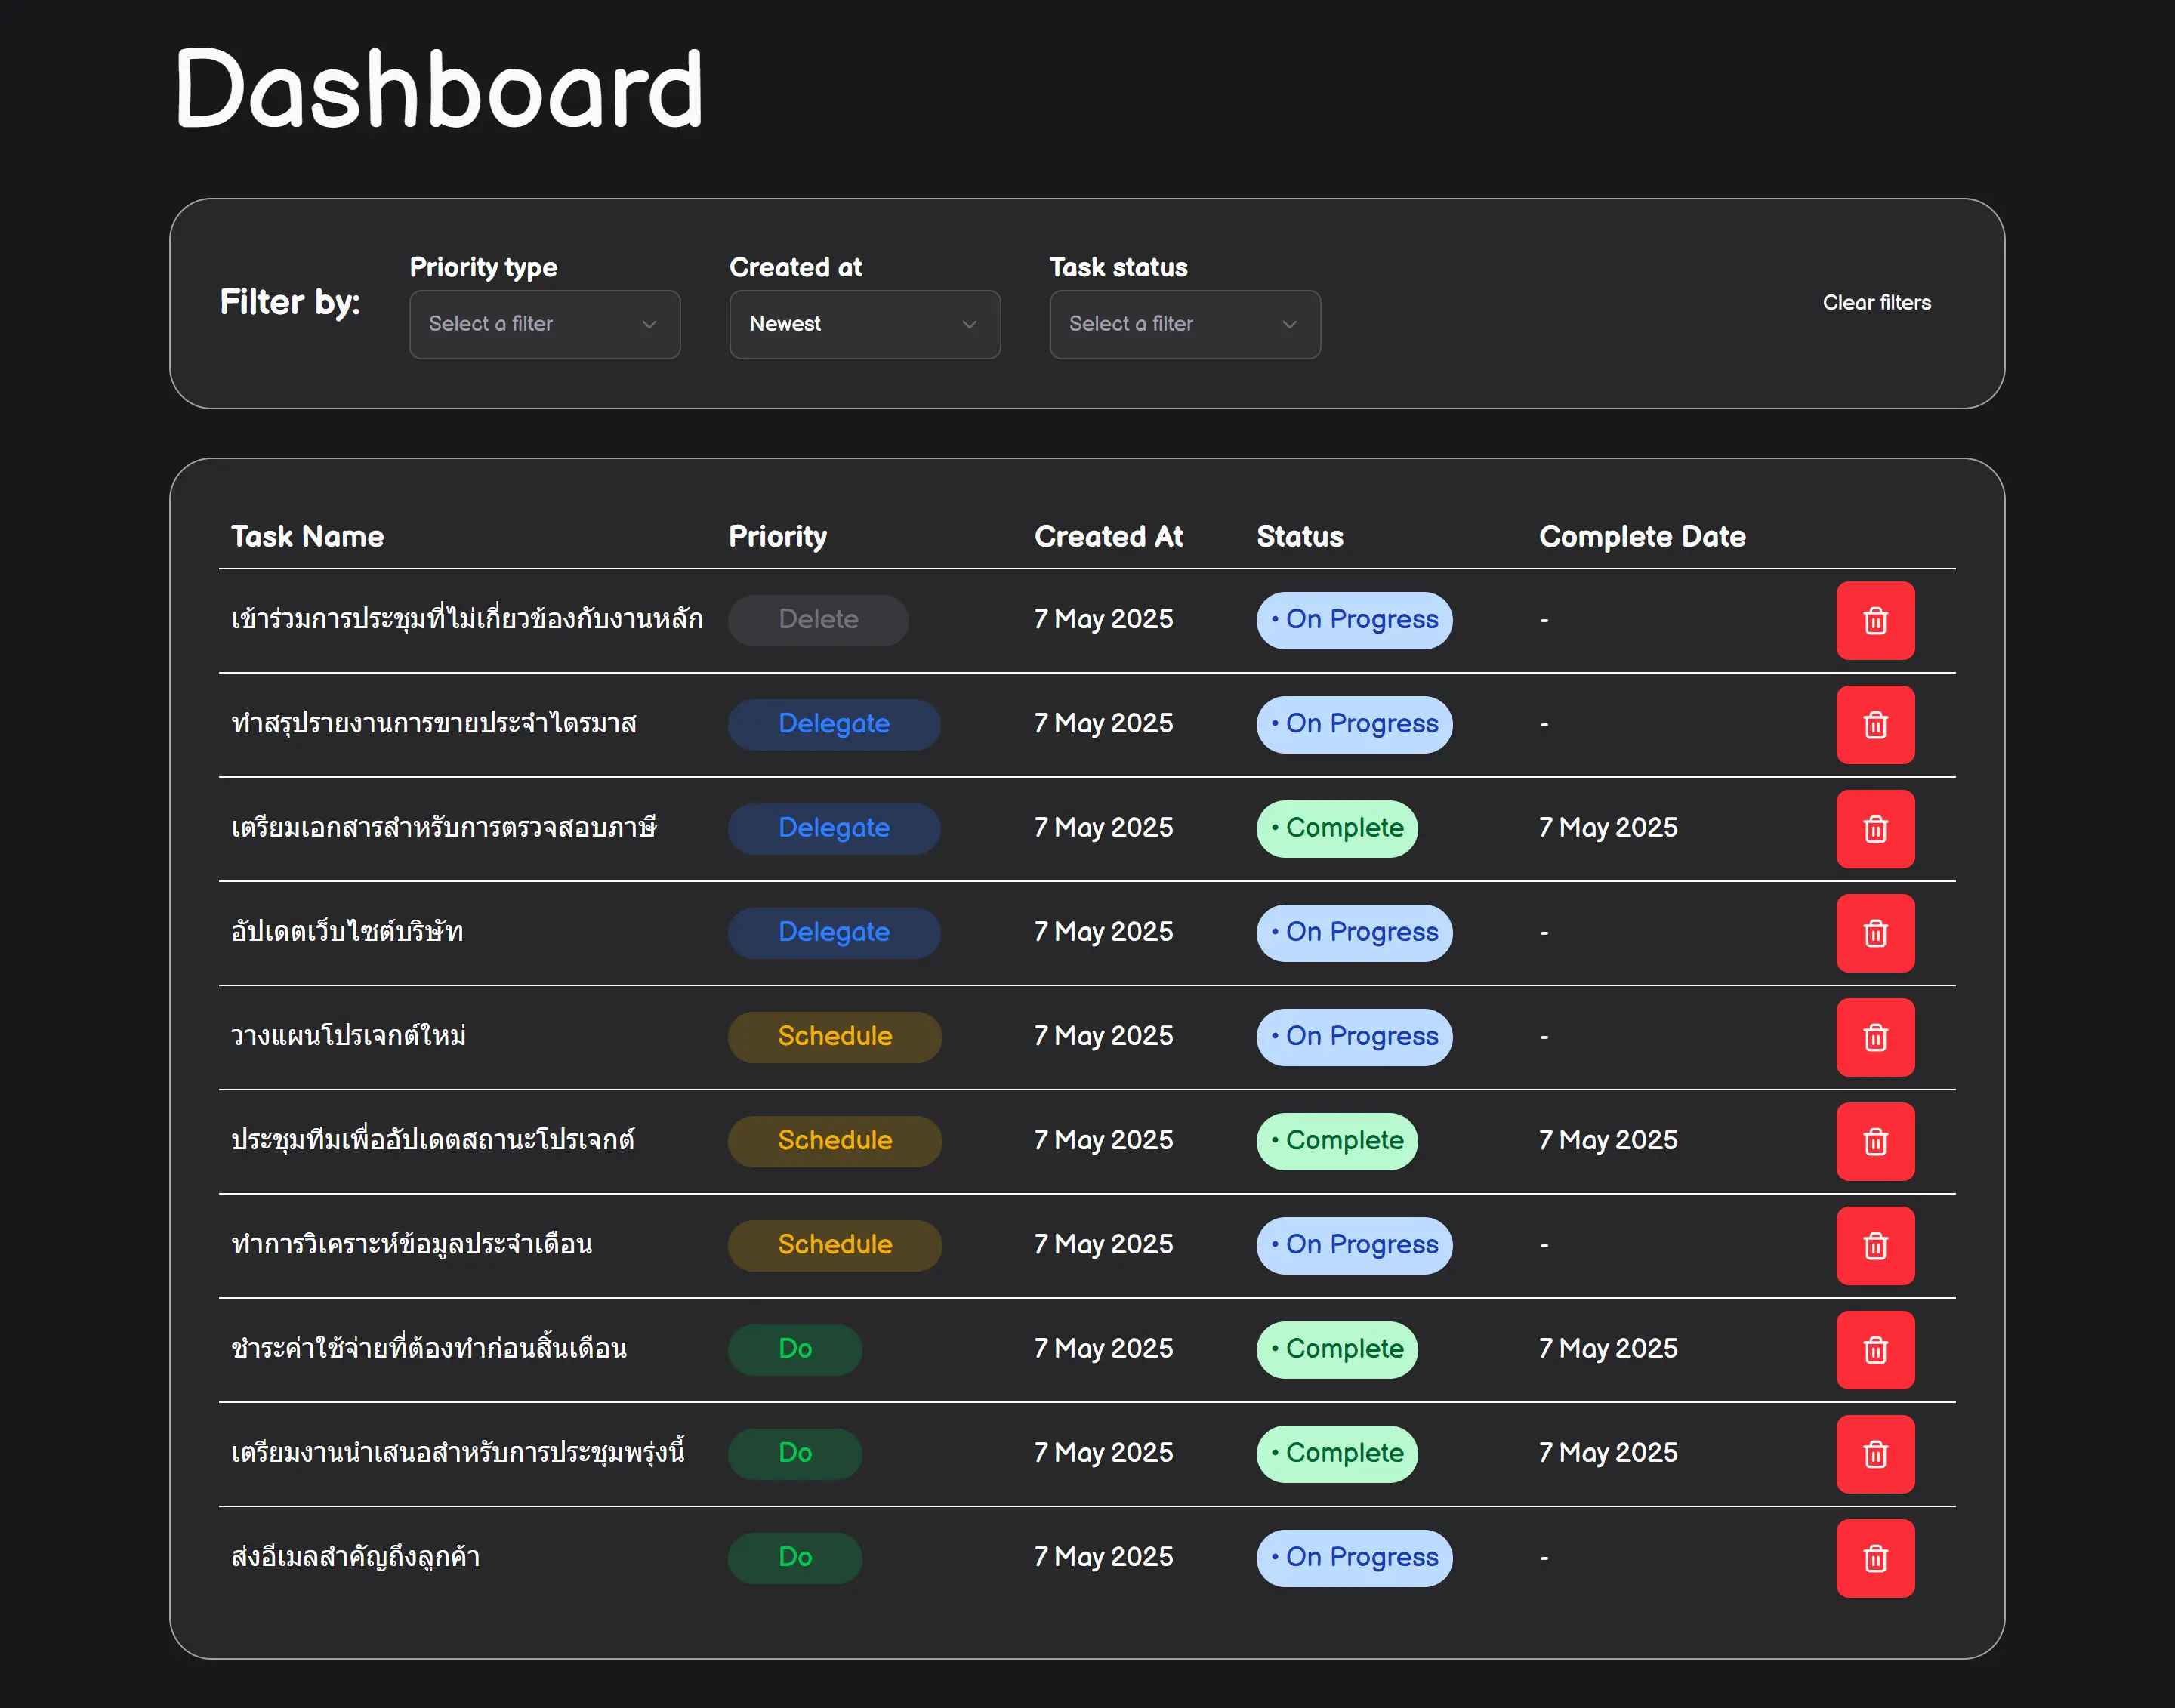 Dashboard
Filter by:
Priority type
Select a filter
Created at
Newest
Task status
Select a filter
Clear filters
Task Name Priority Created At Status Complete Date
เข้าร่วมการประชุมที่ไม่เกี่ยวข้องกับงานหลัก Delete 7 May 2025 • On Progress -
ทำสรุปรายงานการขายประจำไตรมาส Delegate 7 May 2025 • On Progress -
เตรียมเอกสารสำหรับการตรวจสอบภาษี Delegate 7 May 2025 • Complete 7 May 2025
อัปเดตเว็บไซต์บริษัท Delegate 7 May 2025 • On Progress -
วางแผนโปรเจกต์ใหม่ Schedule 7 May 2025 • On Progress -
ประชุมทีมเพื่ออัปเดตสถานะโปรเจกต์ Schedule 7 May 2025 • Complete 7 May 2025
ทำการวิเคราะห์ข้อมูลประจำเดือน Schedule 7 May 2025 • On Progress -
ชำระค่าใช้จ่ายที่ต้องทำก่อนสิ้นเดือน Do 7 May 2025 • Complete 7 May 2025
เตรียมงานนำเสนอสำหรับการประชุมพรุ่งนี้ Do 7 May 2025 • Complete 7 May 2025
ส่งอีเมลสำคัญถึงลูกค้า Do 7 May 2025 • On Progress -